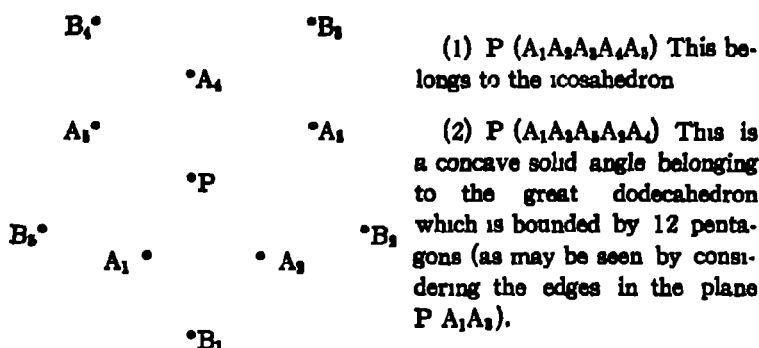 B₄ B₃
A₄
A₅ A₃
P
B₅ B₂
A₁ A₂
B₁
(1) P (A₁A₂A₃A₄A₅) This be-
longs to the icosahedron
(2) P (A₁A₃A₅A₂A₄) This is
a concave solid angle belonging
to the great dodecahedron
which is bounded by 12 penta-
gons (as may be seen by consi-
dering the edges in the plane
P A₁A₃).